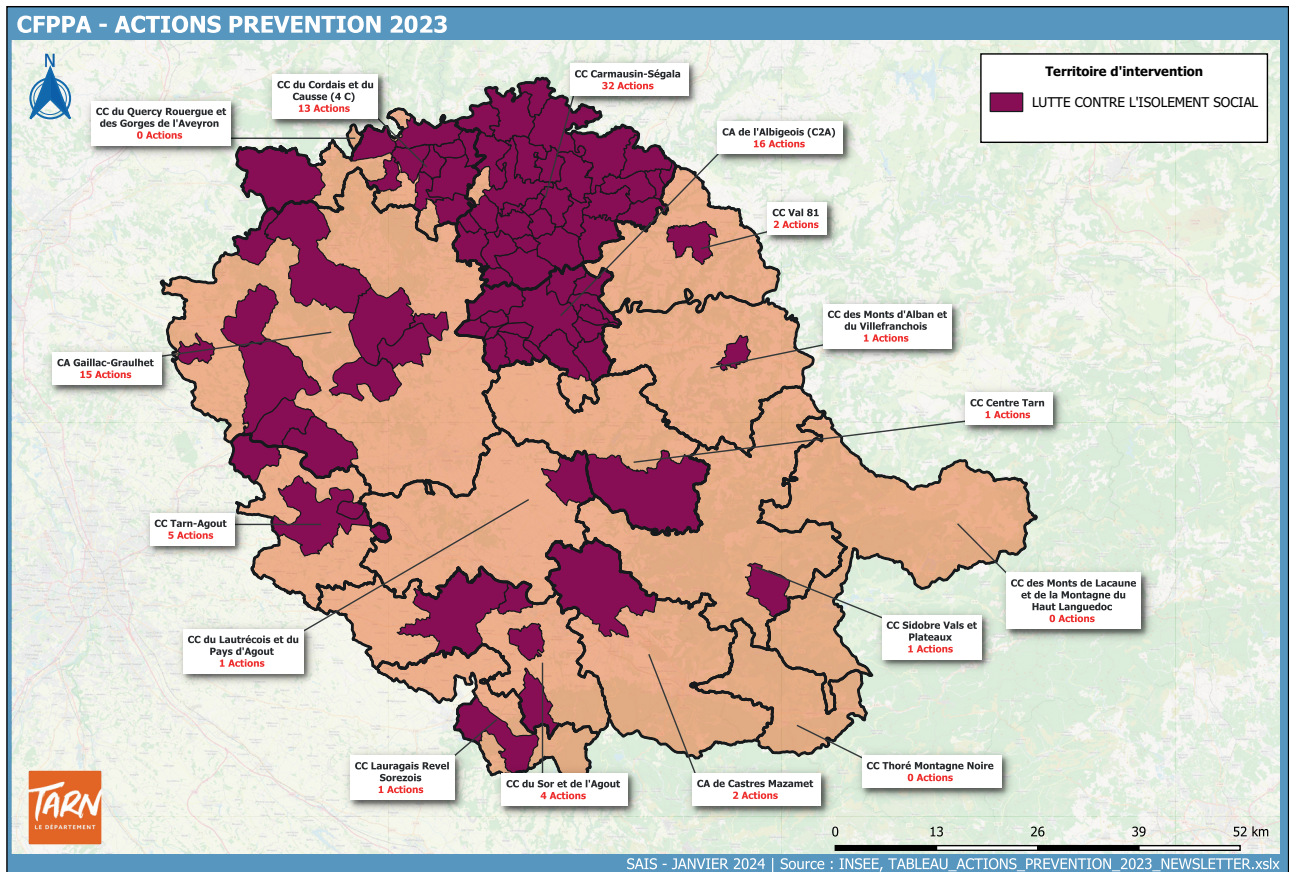 CFPPA - ACTIONS PREVENTION 2023
N
Territoire d'intervention
LUTTE CONTRE L'ISOLEMENT SOCIAL
CC Carmausin-Ségala
32 Actions
CC du Cordais et du
Causse (4 C)
13 Actions
CC du Quercy Rouergue et
des Gorges de l'Aveyron
0 Actions
CA de l'Albigeois (C2A)
16 Actions
CC Val 81
2 Actions
CC des Monts d'Alban et
du Villefranchois
1 Actions
CA Gaillac-Graulhet
15 Actions
CC Centre Tarn
1 Actions
CC Tarn-Agout
5 Actions
CC des Monts de Lacaune
et de la Montagne du
Haut Languedoc
0 Actions
CC Sidobre Vals et
Plateaux
1 Actions
CC du Lautrécois et du
Pays d'Agout
1 Actions
CC Lauragais Revel
Sorezois
1 Actions
CC du Sor et de l'Agout
4 Actions
CA de Castres Mazamet
2 Actions
CC Thoré Montagne Noire
0 Actions
TARN
LE DÉPARTEMENT
0 13 26 39 52 km
SAIS - JANVIER 2024 | Source : INSEE, TABLEAU_ACTIONS_PREVENTION_2023_NEWSLETTER.xslx